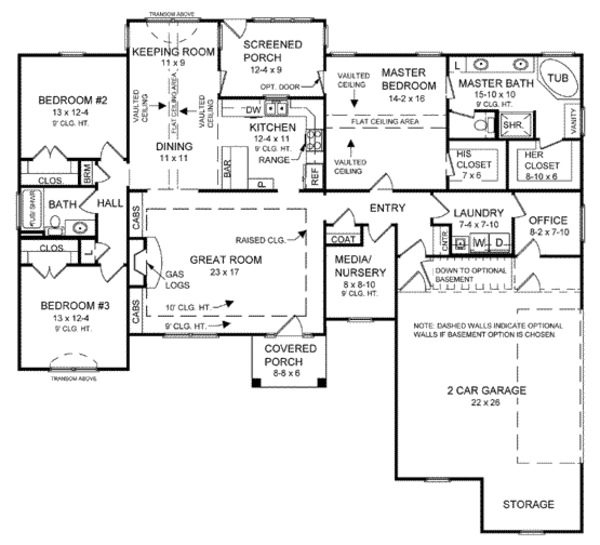 TRANSOM ABOVE
KEEPING ROOM
11 x 9
SCREENED
PORCH
12-4 x 9
OPT. DOOR
VAULTED
CEILING
FLAT CEILING AREA
VAULTED
CEILING
BEDROOM #2
13 x 12-4
9' CLG. HT.
DINING
11 x 11
DW
KITCHEN
12-4 x 11
9' CLG. HT.
RANGE
BAR
P
REF
VAULTED
CEILING
MASTER
BEDROOM
14-2 x 16
FLAT CEILING AREA
VAULTED
CEILING
L
MASTER BATH
15-10 x 10
9' CLG. HT.
TUB
SHR.
VANITY
HIS
CLOSET
7 x 6
HER
CLOSET
8-10 x 6
CLOS.
BRM
TUB/SHWR
BATH
HALL
CLOS.
L
CABS
RAISED CLG.
GREAT ROOM
23 x 17
GAS
LOGS
10' CLG. HT.
9' CLG. HT.
CABS
ENTRY
COAT
MEDIA/
NURSERY
8 x 8-10
9' CLG. HT.
LAUNDRY
7-4 x 7-10
CNTR
W
D
OFFICE
8-2 x 7-10
DOWN TO OPTIONAL
BASEMENT
BEDROOM #3
13 x 12-4
9' CLG. HT.
TRANSOM ABOVE
COVERED
PORCH
8-8 x 6
NOTE: DASHED WALLS INDICATE OPTIONAL
WALLS IF BASEMENT OPTION IS CHOSEN
2 CAR GARAGE
22 x 26
STORAGE